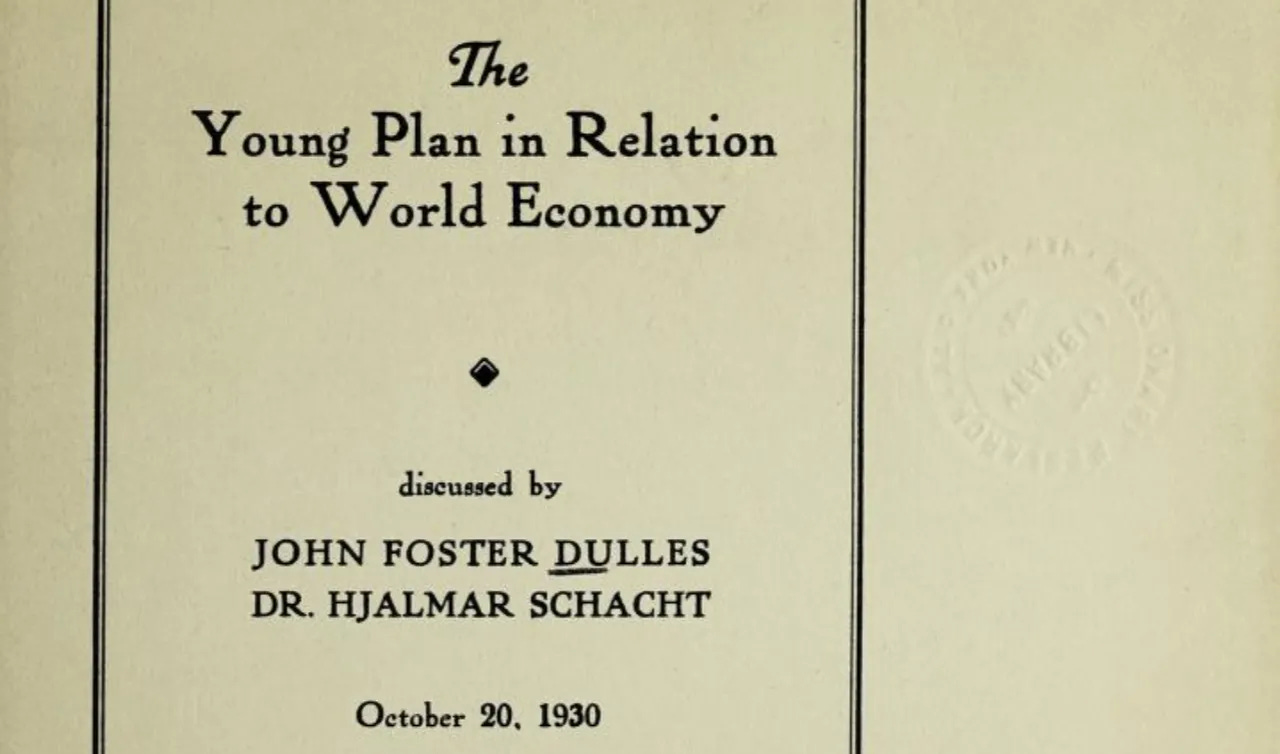 The
Young Plan in Relation
to World Economy
discussed by
JOHN FOSTER DULLES
DR. HJALMAR SCHACHT
October 20, 1930
LIBRARY